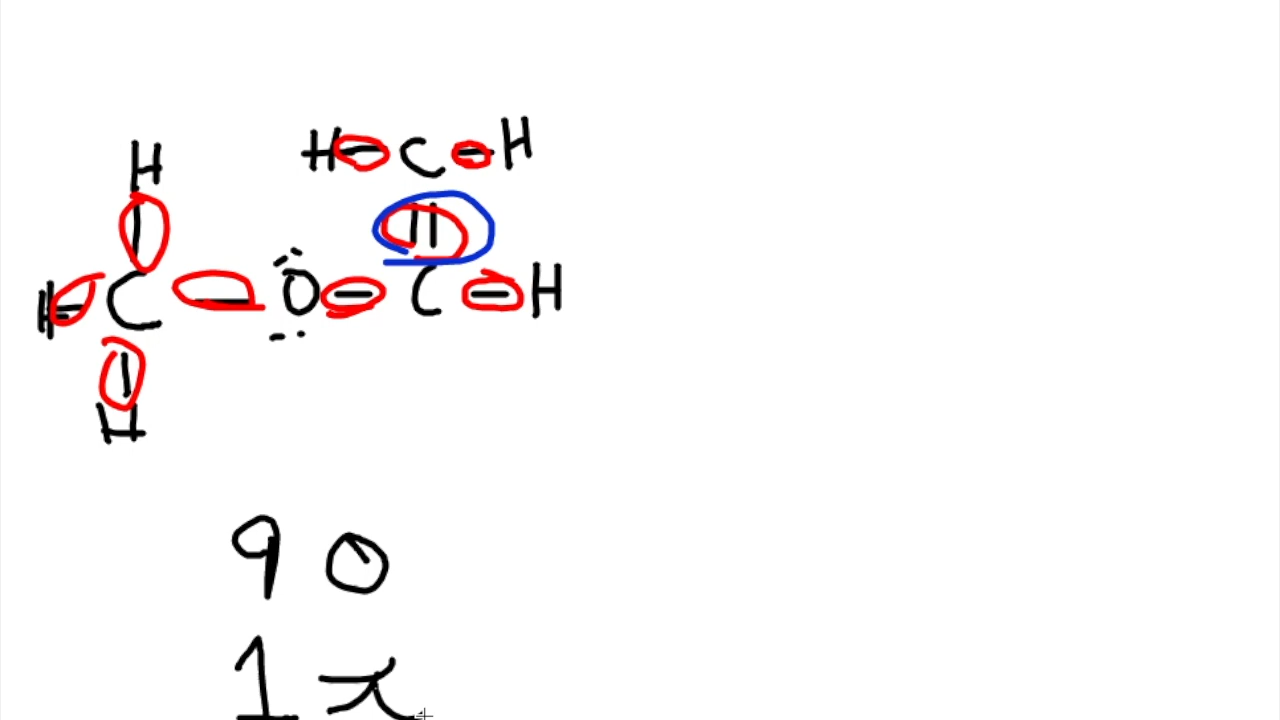 H
H C H
H C O C H
H
9 σ
1 π